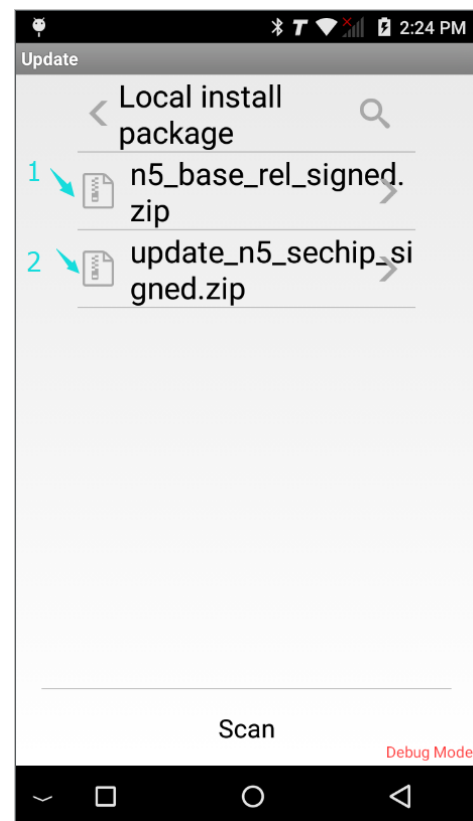 2:24 PM
Update
Local install
package
1
n5_base_rel_signed.
zip
2
update_n5_sechip_si
gned.zip
Scan
Debug Mode